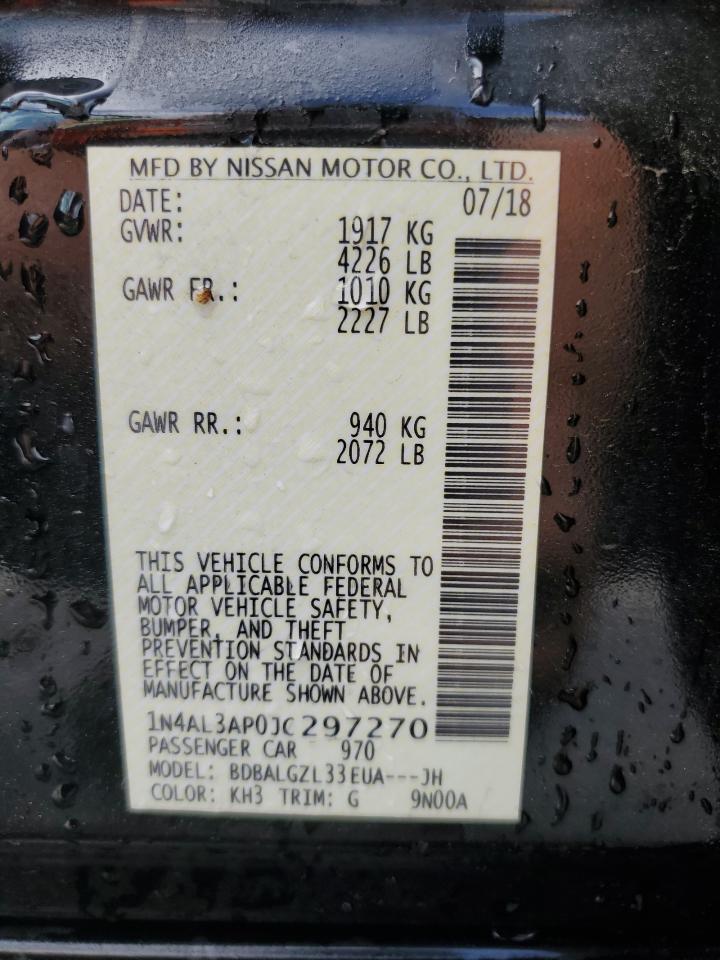 MFD BY NISSAN MOTOR CO., LTD.
DATE: 07/18
GVWR: 1917 KG
4226 LB
GAWR FR.: 1010 KG
2227 LB
GAWR RR.: 940 KG
2072 LB
THIS VEHICLE CONFORMS TO
ALL APPLICABLE FEDERAL
MOTOR VEHICLE SAFETY,
BUMPER, AND THEFT
PREVENTION STANDARDS IN
EFFECT ON THE DATE OF
MANUFACTURE SHOWN ABOVE.
1N4AL3AP0JC297270
PASSENGER CAR 970
MODEL: BDBALGZL33EUA---JH
COLOR: KH3 TRIM: G 9N00A